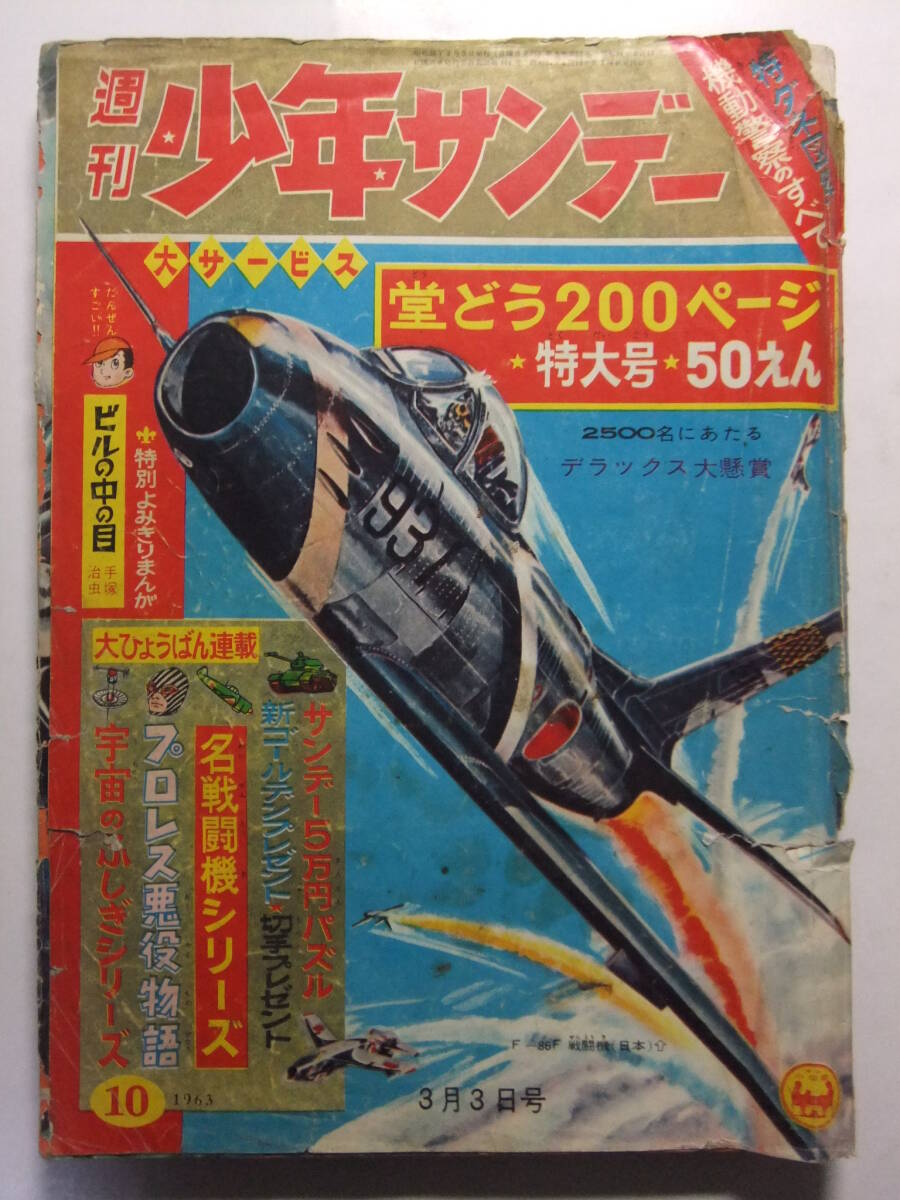 週刊
少年サンデー
機動警察のすべて
大サービス
堂どう200ページ
★特大号★50えん
2500名にあたる
デラックス大懸賞
だんぜん
すごい!!
特別よみきりまんが
ビルの中の目
手塚
治虫
大ひょうばん連載
サンデー5万円パズル
新ゴールデンプレゼント★切手プレゼント
名戦闘機シリーズ
プロレス悪役物語
宇宙のふしぎシリーズ
931
F-86F 戦闘機(日本)⇧
10
1963
3月3日号